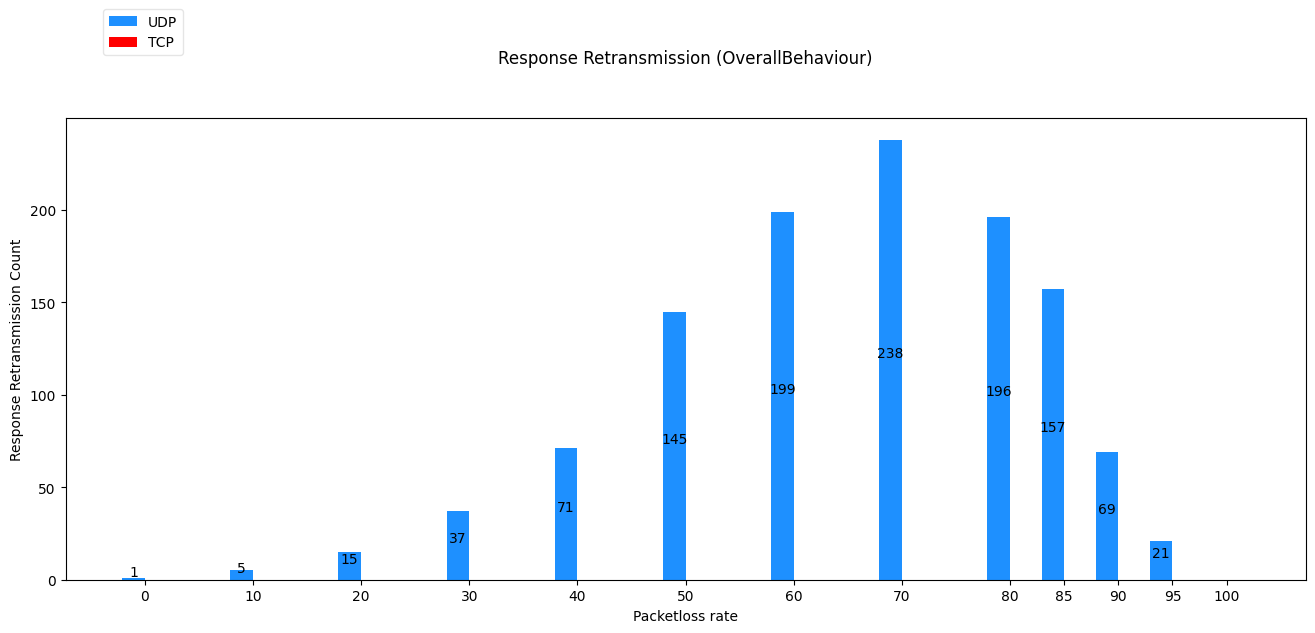 UDP
TCP
Response Retransmission (OverallBehaviour)
Response Retransmission Count
200
150
100
50
0
1
5
15
37
71
145
199
238
196
157
69
21
0 10 20 30 40 50 60 70 80 85 90 95 100
Packetloss rate